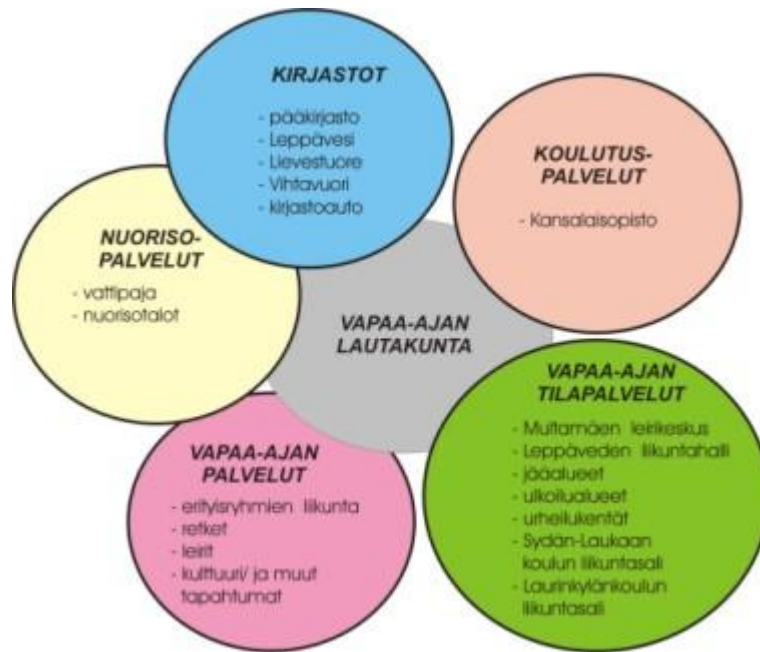 KIRJASTOT
- pääkirjasto
- Leppävesi
- Lievestuore
- Vihtavuori
- kirjastoauto
KOULUTUS-
PALVELUT
- Kansalaisopisto
NUORISO-
PALVELUT
- vattipaja
- nuorisotalot
VAPAA-AJAN
LAUTAKUNTA
VAPAA-AJAN
TILAPALVELUT
- Multamäen leirikeskus
- Leppäveden liikuntahalli
- jääalueet
- ulkoilualueet
- urheilukentät
- Sydän-Laukaan
koulun liikuntasali
- Laurinkylänkoulun
liikuntasali
VAPAA-AJAN
PALVELUT
- erityisryhmien liikunta
- retket
- leirit
- kulttuuri/ ja muut
tapahtumat